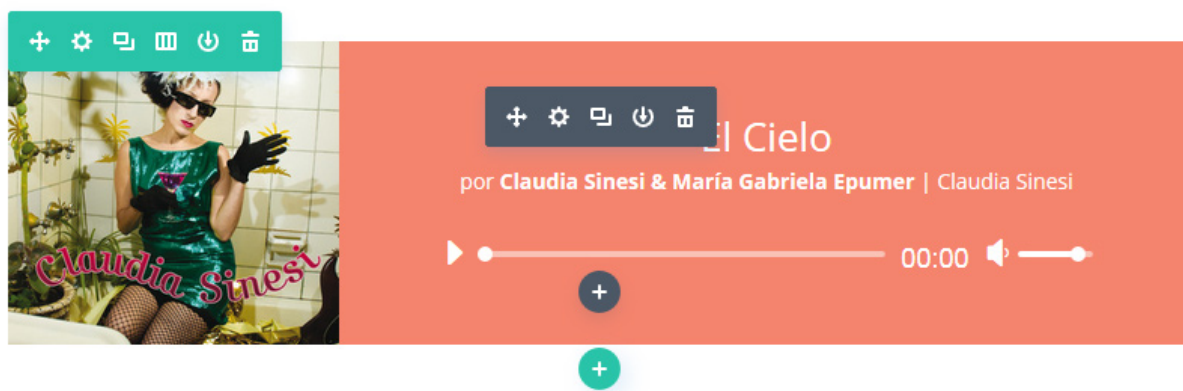 El Cielo
por Claudia Sinesi & María Gabriela Epumer | Claudia Sinesi
00:00
Claudia Sinesi